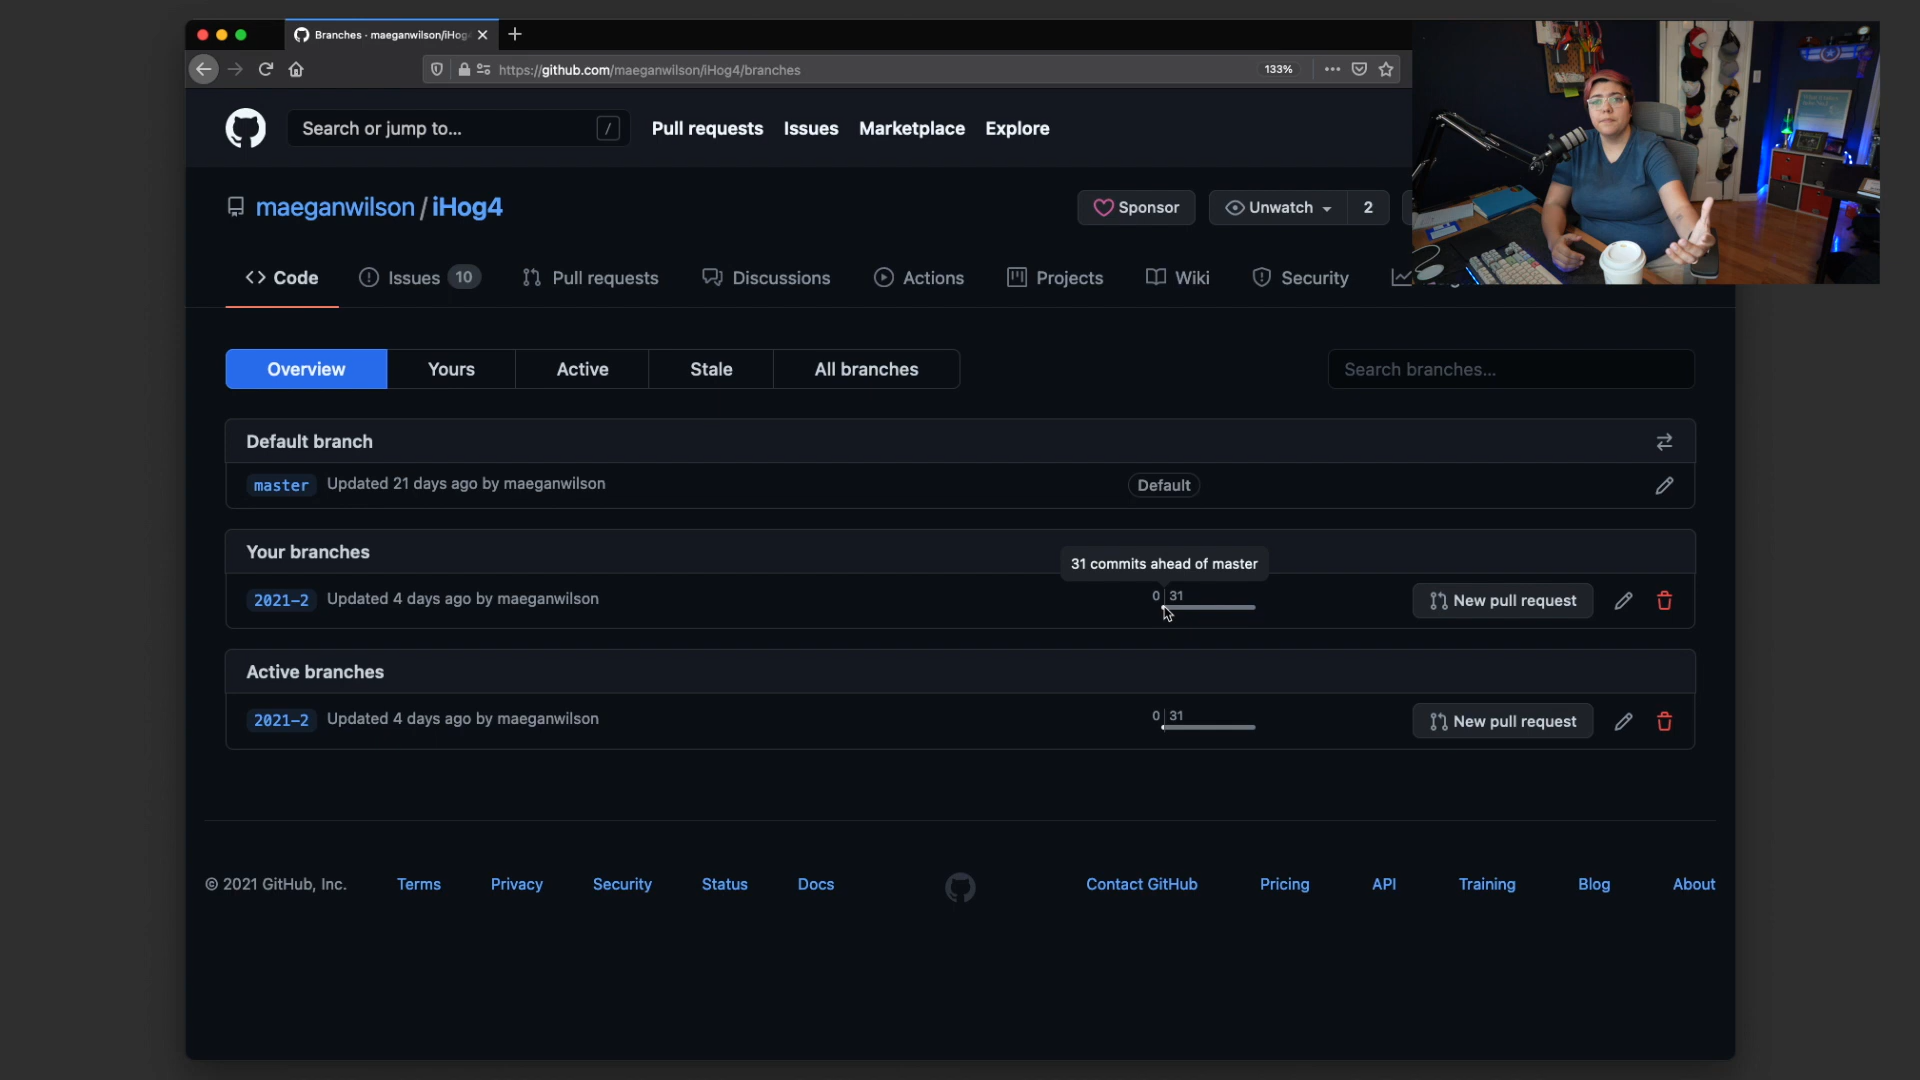 Branches - maeganwilson/iHog
https://github.com/maeganwilson/iHog4/branches
133%
Search or jump to...
/
Pull requests
Issues
Marketplace
Explore
maeganwilson / iHog4
Sponsor
Unwatch
2
Code
Issues 10
Pull requests
Discussions
Actions
Projects
Wiki
Security
Overview
Yours
Active
Stale
All branches
Search branches...
Default branch
master Updated 21 days ago by maeganwilson
Default
Your branches
31 commits ahead of master
2021-2 Updated 4 days ago by maeganwilson
0 | 31
New pull request
Active branches
2021-2 Updated 4 days ago by maeganwilson
0 | 31
New pull request
© 2021 GitHub, Inc.
Terms
Privacy
Security
Status
Docs
Contact GitHub
Pricing
API
Training
Blog
About